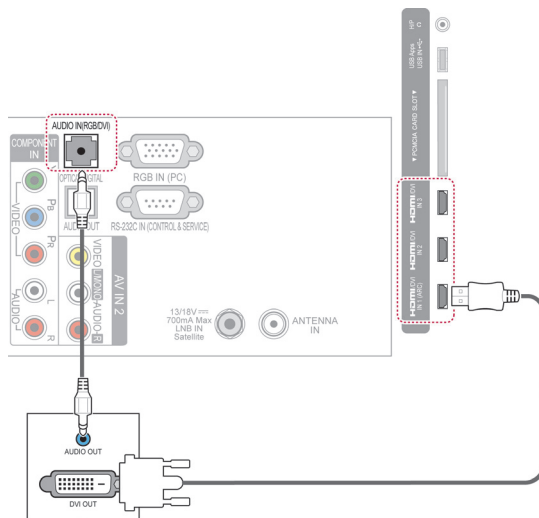 H/P
USB Apps
USB IN
▼ PCMCIA CARD SLOT ▼
HDMI/DVI
IN 3
HDMI/DVI
IN 2
HDMI/DVI
IN 1 (ARC)
AUDIO IN(RGB/DVI)
COMPONENT
IN
Y
PB
PR
VIDEO
L
R
AUDIO
OPTICAL DIGITAL
AUDIO OUT
RGB IN (PC)
RS-232C IN (CONTROL & SERVICE)
VIDEO
L/MONO
AUDIO
R
AV IN 2
13/18V
700mA Max
LNB IN
Satellite
ANTENNA
IN
AUDIO OUT
DVI OUT